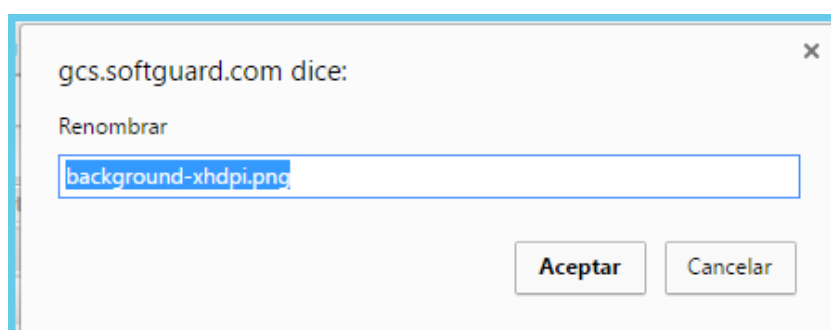 gcs.softguard.com dice:
Renombrar
background-xhdpi.png
Aceptar Cancelar